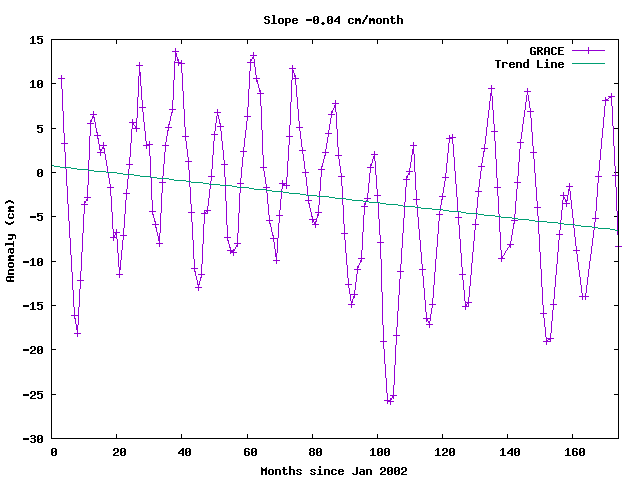 Slope -0.04 cm/month
GRACE
Trend Line
15
10
5
0
-5
-10
-15
-20
-25
-30
Anomaly (cm)
0 20 40 60 80 100 120 140 160
Months since Jan 2002